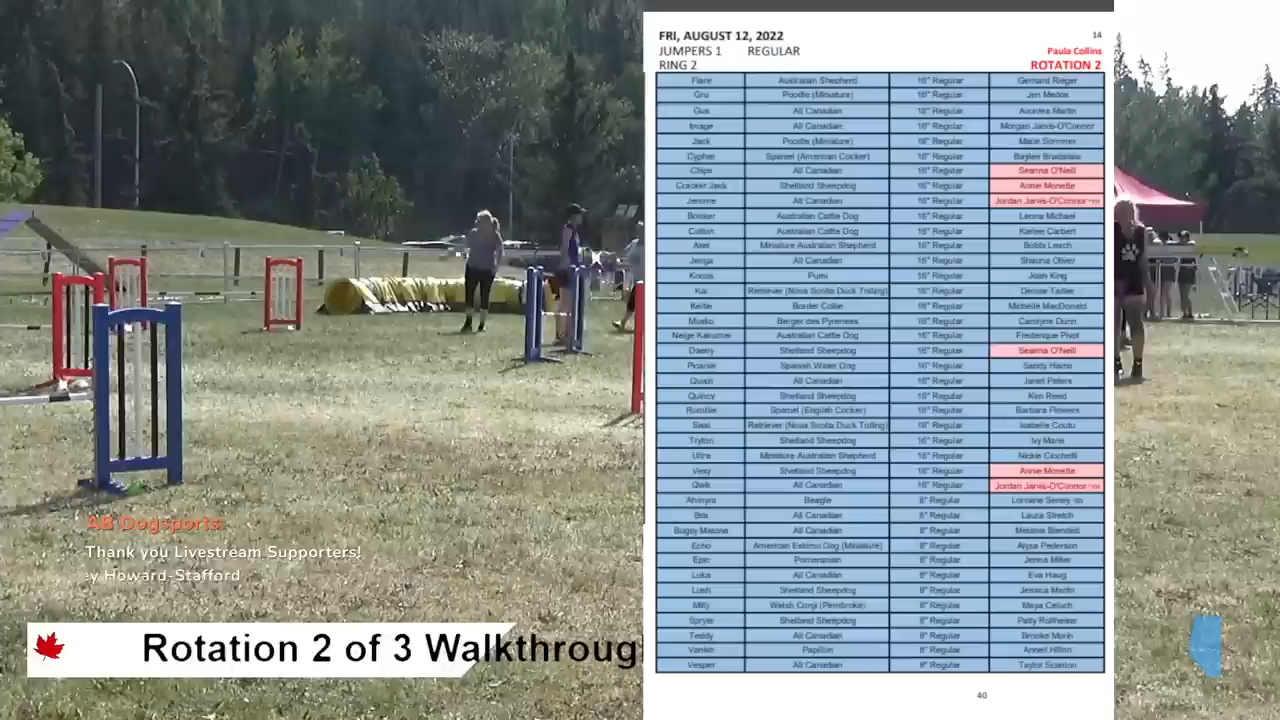 FRI, AUGUST 12, 2022
14
JUMPERS 1 REGULAR
Paula Collins
RING 2
ROTATION 2
Flare Australian Shepherd 16" Regular Gerhard Rieger
Gru Poodle (Miniature) 16" Regular Jen
Gus All Canadian 16" Regular Martin
Image All Canadian 16" Regular Morgan Jarvis-O'Connor
Jack Poodle (Miniature) 16" Regular Marie Sommer
Cypher Spaniel (American Cocker) 16" Regular Baylee Bradshaw
Chips All Canadian 16" Regular Seanna O'Neill
Cracker Jack Shetland Sheepdog 16" Regular Annie Monette
Jerome All Canadian 16" Regular Jordan Jarvis-O'Connor
Booker Australian Cattle Dog 16" Regular Leona Michael
Colton Australian Cattle Dog 16" Regular Karlee Carbert
Axel Miniature Australian Shepherd 16" Regular Bobbi Leach
Jenga All Canadian 16" Regular Shauna Oliver
Kocos Pumi 16" Regular Joan King
Kai Retriever (Nova Scotia Duck Tolling) 16" Regular Denise
Keltie Border Collie 16" Regular Michelle MacDonald
Musko Berger des Pyrenees 16" Regular Carolyne Dunn
Neige Australian Cattle Dog 16" Regular Frederique Pivot
Daeny Shetland Sheepdog 16" Regular Seanna O'Neill
Picante Spanish Water Dog 16" Regular Sandy Harris
Quash All Canadian 16" Regular Janet Peters
Quincy Shetland Sheepdog 16" Regular Kim Reed
Rumble Spaniel (English Cocker) 16" Regular Barbara Flowers
Retriever (Nova Scotia Duck Tolling) 16" Regular Isabelle Coutu
Tryton Shetland Sheepdog 16" Regular Ivy Marie
Ultra Miniature Australian Shepherd 16" Regular Nickie Ciochetti
Vexy Shetland Sheepdog 16" Regular Annie Monette
Qwik All Canadian 16" Regular Jordan Jarvis-O'Connor
Ahmyra Beagle 8" Regular Lorraine
Brix All Canadian 8" Regular Laura Stretch
Bugsy Malone All Canadian 8" Regular Melanie Blendell
Echo American Eskimo Dog (Miniature) 8" Regular Alysa Pederson
Epic Pomeranian 8" Regular Jenna Miller
Luka All Canadian 8" Regular Eva Haug
Lush Shetland Sheepdog 8" Regular Jessica Martin
Milly Welsh Corgi (Pembroke) 8" Regular Maya
Spryte Shetland Sheepdog 8" Regular Patty Rollheiser
Teddy All Canadian 8" Regular Brooke Morin
Vanish Papillon 8" Regular Hilton
Vesper All Canadian 8" Regular Taylor Scanlon
40
AB Dogsports:
Thank you Livestream Supporters!
y Howard-Stafford
Rotation 2 of 3 Walkthroug